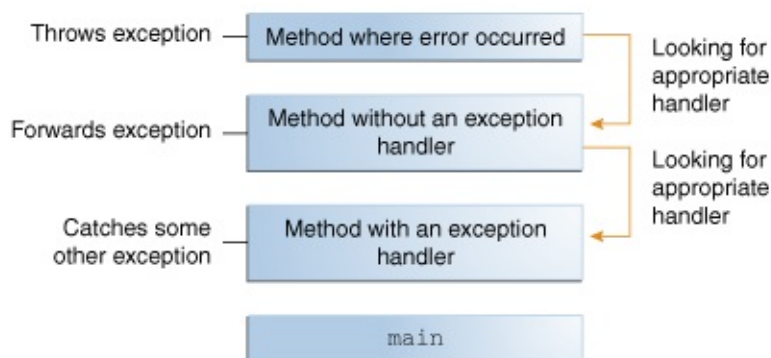 Throws exception
Method where error occurred
Looking for
appropriate
handler
Forwards exception
Method without an exception
handler
Looking for
appropriate
handler
Catches some
other exception
Method with an exception
handler
main